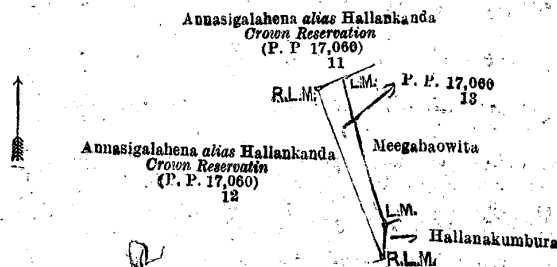 Annasigalahena alias Hallankanda
Crown Reservation
(P. P 17,060)
11
R.L.M.
L.M.
P. P. 17,060
13
Annasigalahena alias Hallankanda
Crown Reservatin
(P. P. 17,060)
12
Meegahaowita
L.M.
Hallanakumbura
R.L.M.